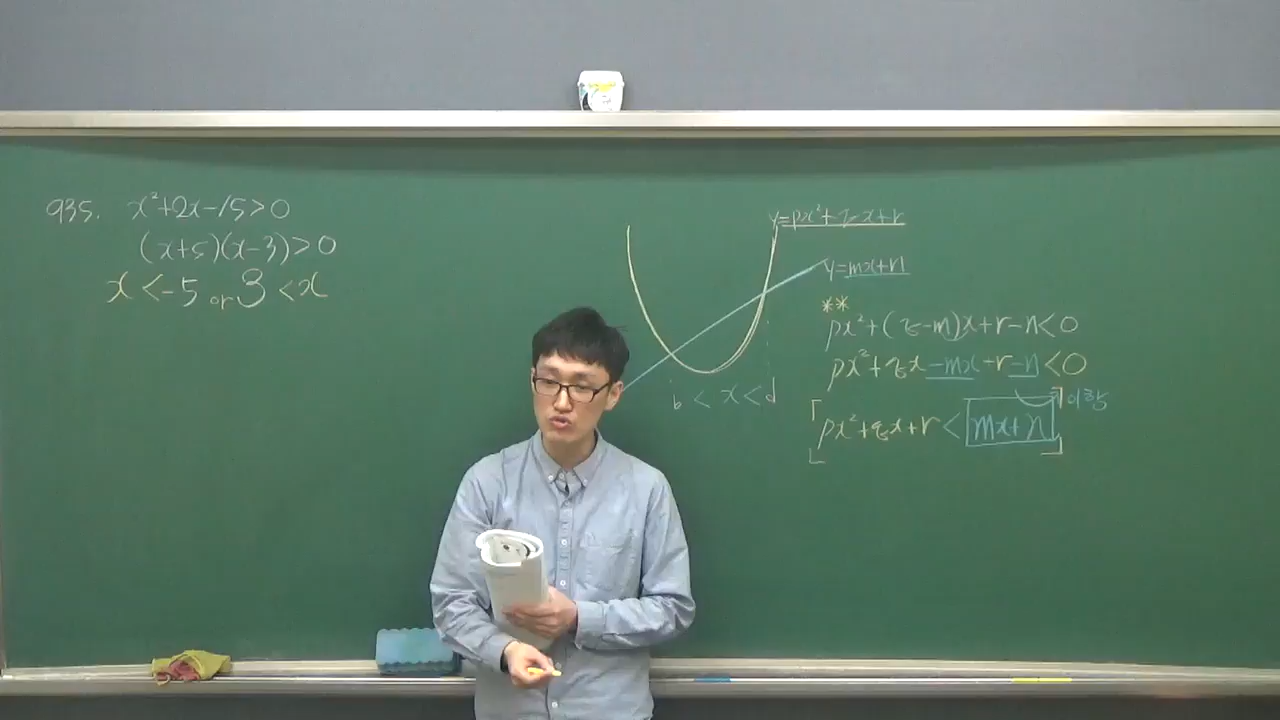 935. x²+2x-15>0
(x+5)(x-3)>0
x<-5 or 3<x
y=px²+qx+r
y=mx+n
b < x < d
**
px²+(q-m)x+r-n<0
px²+qx-mx+r-n<0
이항
px²+qx+r < mx+n